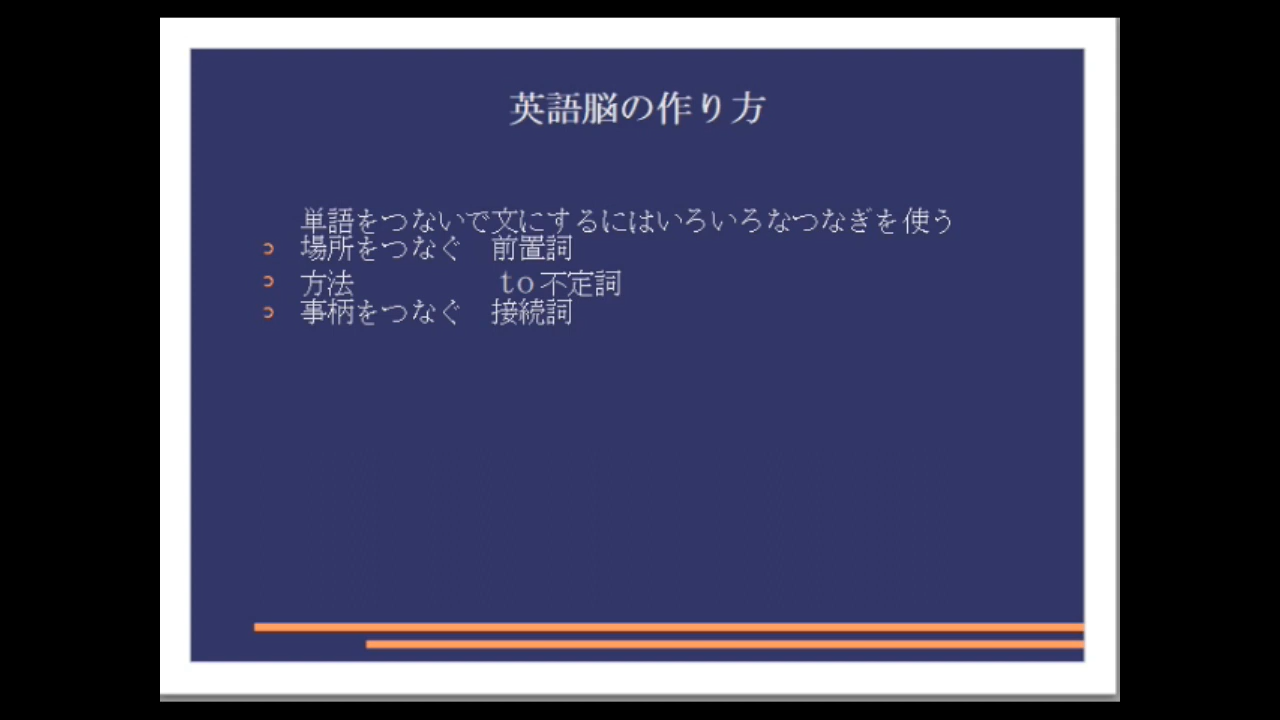 英語脳の作り方
単語をつないで文にするにはいろいろなつなぎを使う
場所をつなぐ　前置詞
方法　　　　　to不定詞
事柄をつなぐ　接続詞